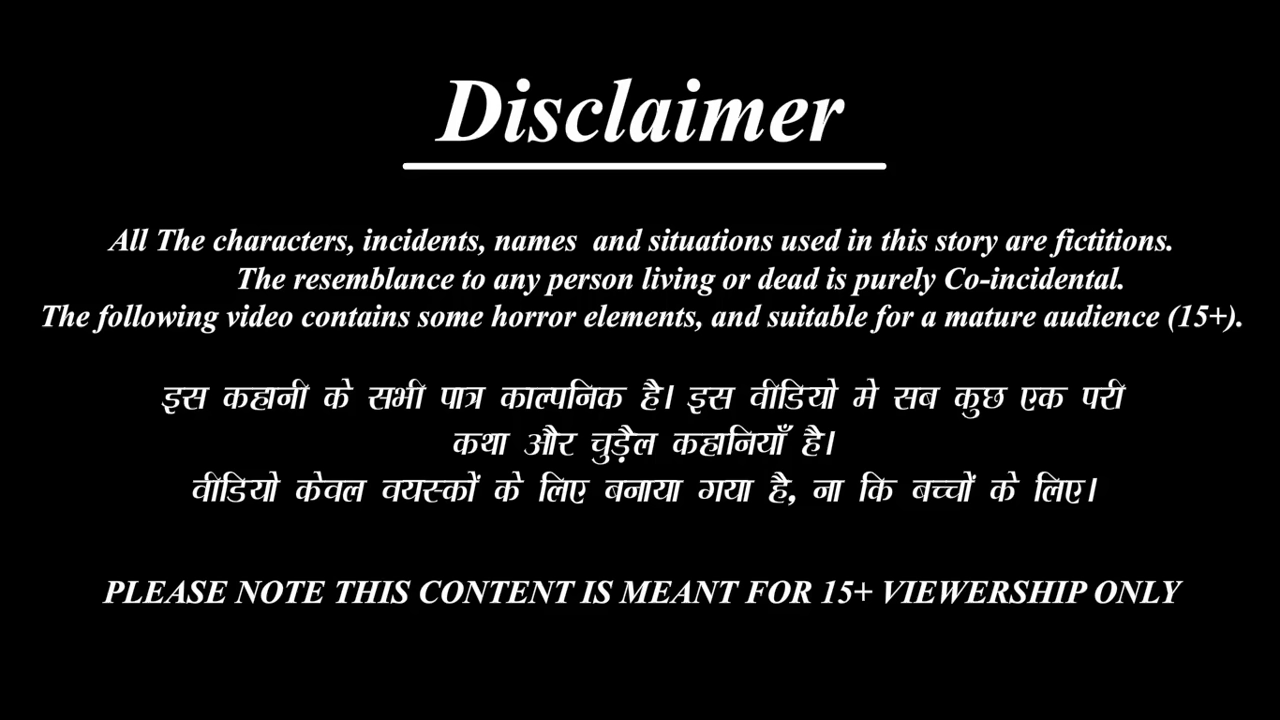 Disclaimer
All The characters, incidents, names and situations used in this story are fictitions.
The resemblance to any person living or dead is purely Co-incidental.
The following video contains some horror elements, and suitable for a mature audience (15+).
इस कहानी के सभी पात्र काल्पनिक है। इस वीडियो मे सब कुछ एक परी
कथा और चुड़ैल कहानियाँ है।
वीडियो केवल वयस्कों के लिए बनाया गया है, ना कि बच्चों के लिए।
PLEASE NOTE THIS CONTENT IS MEANT FOR 15+ VIEWERSHIP ONLY